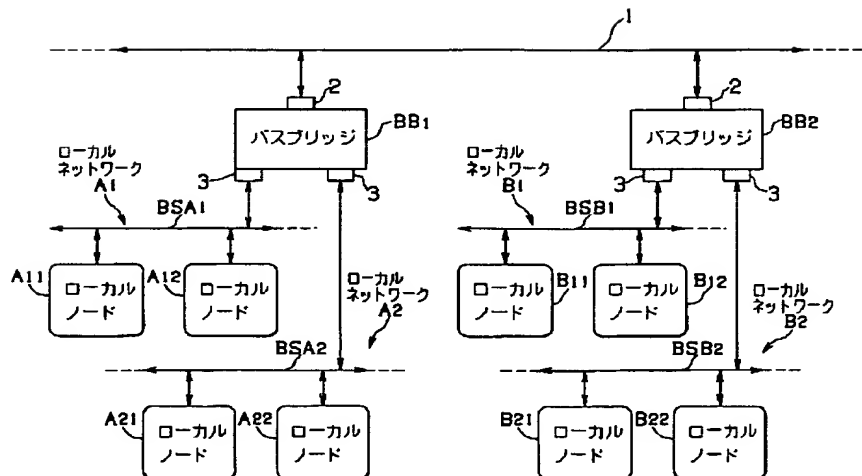 1
2
バスブリッジ
BB1
3
3
ローカル
ネットワーク
A1
BSA1
A11
ローカル
ノード
A12
ローカル
ノード
ローカル
ネットワーク
A2
BSA2
A21
ローカル
ノード
A22
ローカル
ノード
2
バスブリッジ
BB2
3
3
ローカル
ネットワーク
B1
BSB1
ローカル
ノード
B11
ローカル
ノード
B12
ローカル
ネットワーク
B2
BSB2
B21
ローカル
ノード
B22
ローカル
ノード